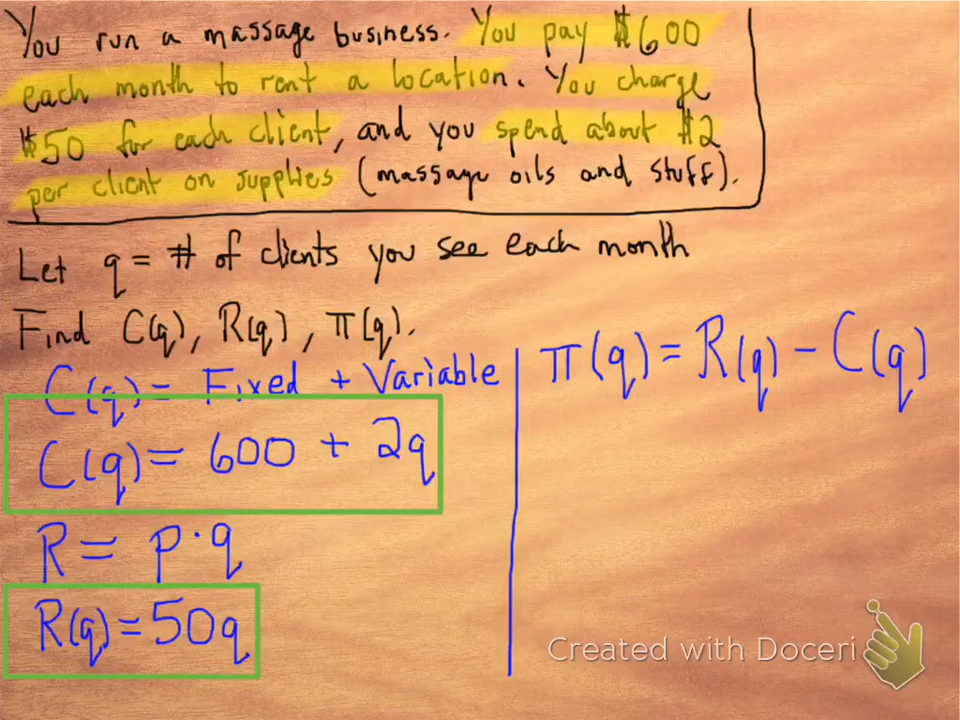 You run a massage business. You pay $600
each month to rent a location. You charge
$50 for each client, and you spend about $2
per client on supplies (massage oils and stuff).
Let q = # of clients you see each month
Find C(q), R(q), π(q).
C(q) = Fixed + Variable
C(q) = 600 + 2q
R = p · q
R(q) = 50q
π(q) = R(q) - C(q)
Created with Doceri